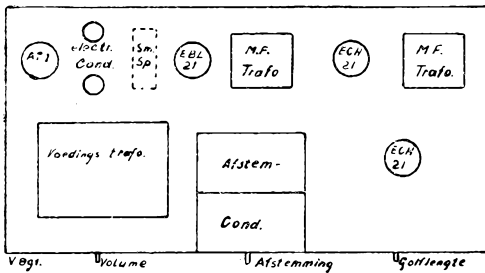 AZ1
electr.
Cond.
Sm.
Sp.
EBL
21
M.F.
Trafo
ECH
21
M.F.
Trafo.
Voedings trafo.
Afstem-
Cond.
ECH
21
Volume
Afstemming
Golflengte